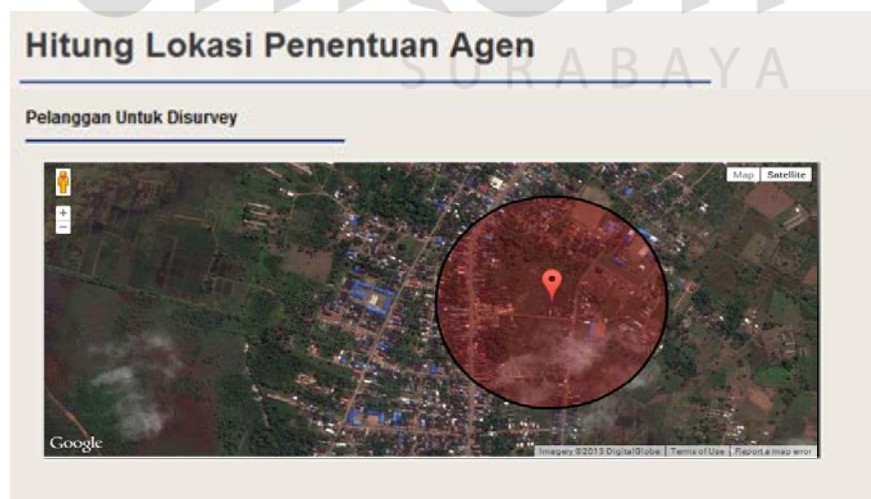 Hitung Lokasi Penentuan Agen
SURABAYA
Pelanggan Untuk Disurvey
Map Satellite
+
−
Google
Imagery ©2013 DigitalGlobe Terms of Use Report a map error